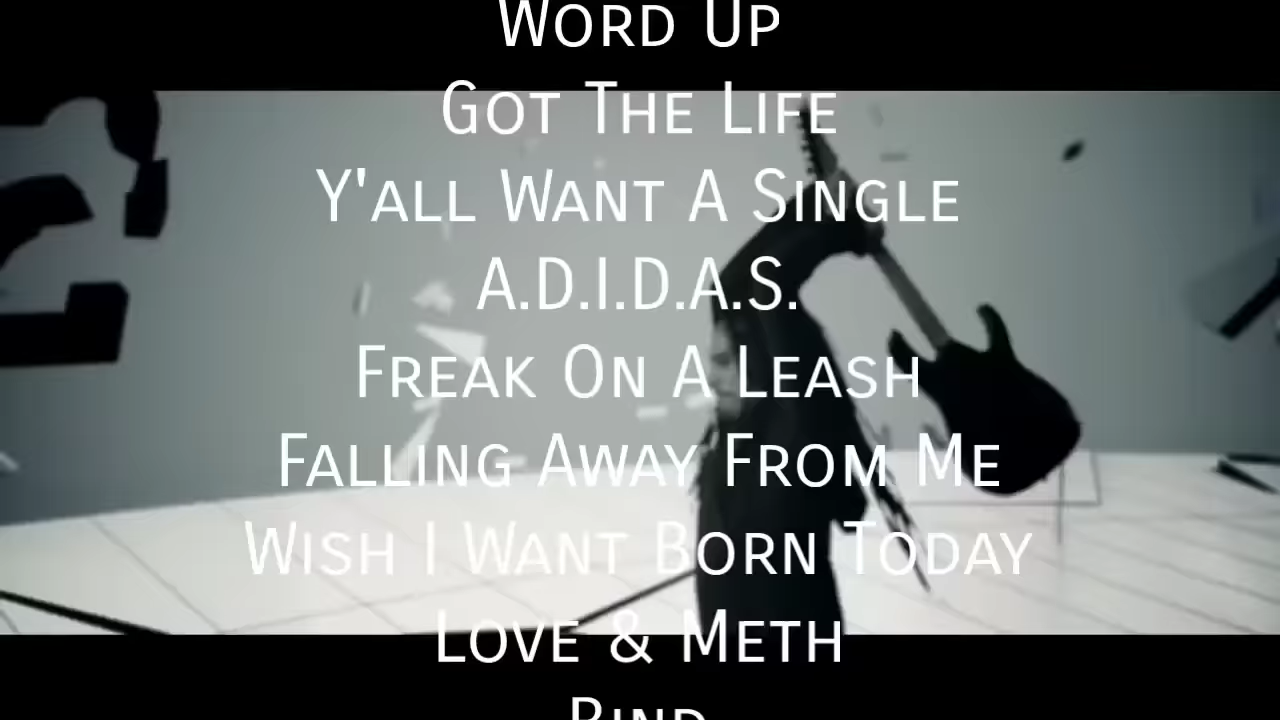 Word Up
Got The Life
Y'all Want A Single
A.D.I.D.A.S.
Freak On A Leash
Falling Away From Me
Wish I Want Born Today
Love & Meth